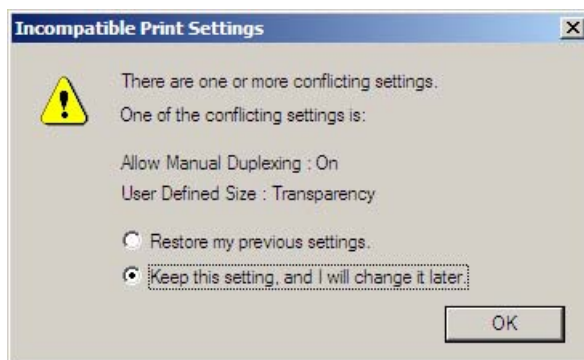 Incompatible Print Settings
There are one or more conflicting settings.
One of the conflicting settings is:
Allow Manual Duplexing : On
User Defined Size : Transparency
Restore my previous settings.
Keep this setting, and I will change it later.
OK